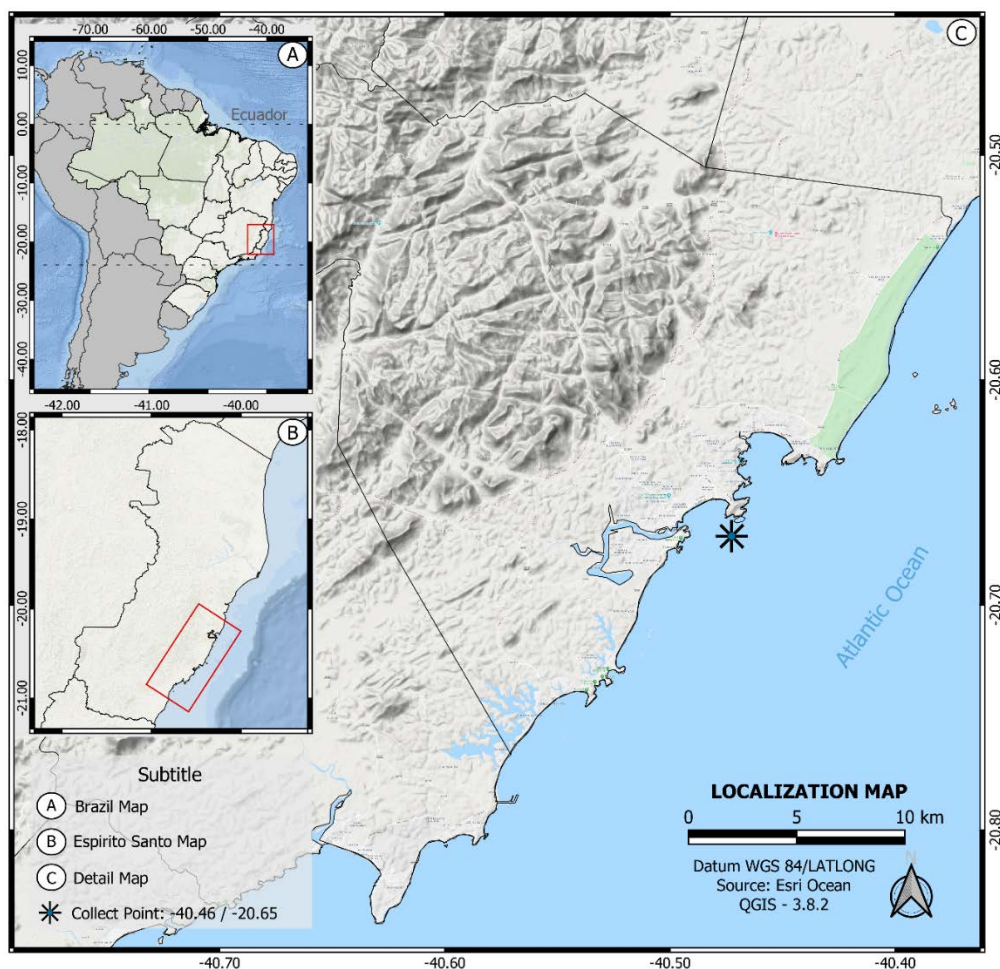 -70.00 -60.00 -50.00 -40.00
A
10.00
0.00
-10.00
-20.00
-30.00
-40.00
Ecuador
-42.00 -41.00 -40.00
B
-18.00
-19.00
-20.00
-21.00
C
-20.50
-20.60
-20.70
-20.80
Atlantic Ocean
Subtitle
A Brazil Map
B Espirito Santo Map
C Detail Map
Collect Point: -40.46 / -20.65
LOCALIZATION MAP
0 5 10 km
Datum WGS 84/LATLONG
Source: Esri Ocean
QGIS - 3.8.2
N
-40.70 -40.60 -40.50 -40.40